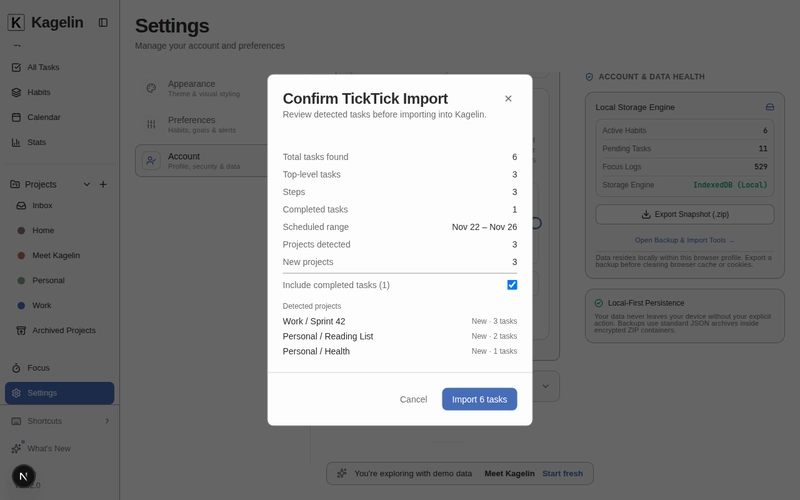 K Kagelin
All Tasks
Habits
Calendar
Stats
Projects
Inbox
Home
Meet Kagelin
Personal
Work
Archived Projects
Focus
Settings
Shortcuts ?
What's New
N
Settings
Manage your account and preferences
Appearance
Theme & visual styling
Preferences
Habits, goals & alerts
Account
Profile, security & data
Confirm TickTick Import
Review detected tasks before importing into Kagelin.
Total tasks found 6
Top-level tasks 3
Steps 3
Completed tasks 1
Scheduled range Nov 22 – Nov 26
Projects detected 3
New projects 3
Include completed tasks (1)
Detected projects
Work / Sprint 42 New · 3 tasks
Personal / Reading List New · 2 tasks
Personal / Health New · 1 tasks
Cancel Import 6 tasks
ACCOUNT & DATA HEALTH
Local Storage Engine
Active Habits 6
Pending Tasks 11
Focus Logs 529
Storage Engine IndexedDB (Local)
Export Snapshot (.zip)
Open Backup & Import Tools →
Data resides locally within this browser profile. Export a
backup before clearing browser cache or cookies.
Local-First Persistence
Your data never leaves your device without your explicit
action. Backups use standard JSON archives inside
encrypted ZIP containers.
You're exploring with demo data Meet Kagelin Start fresh